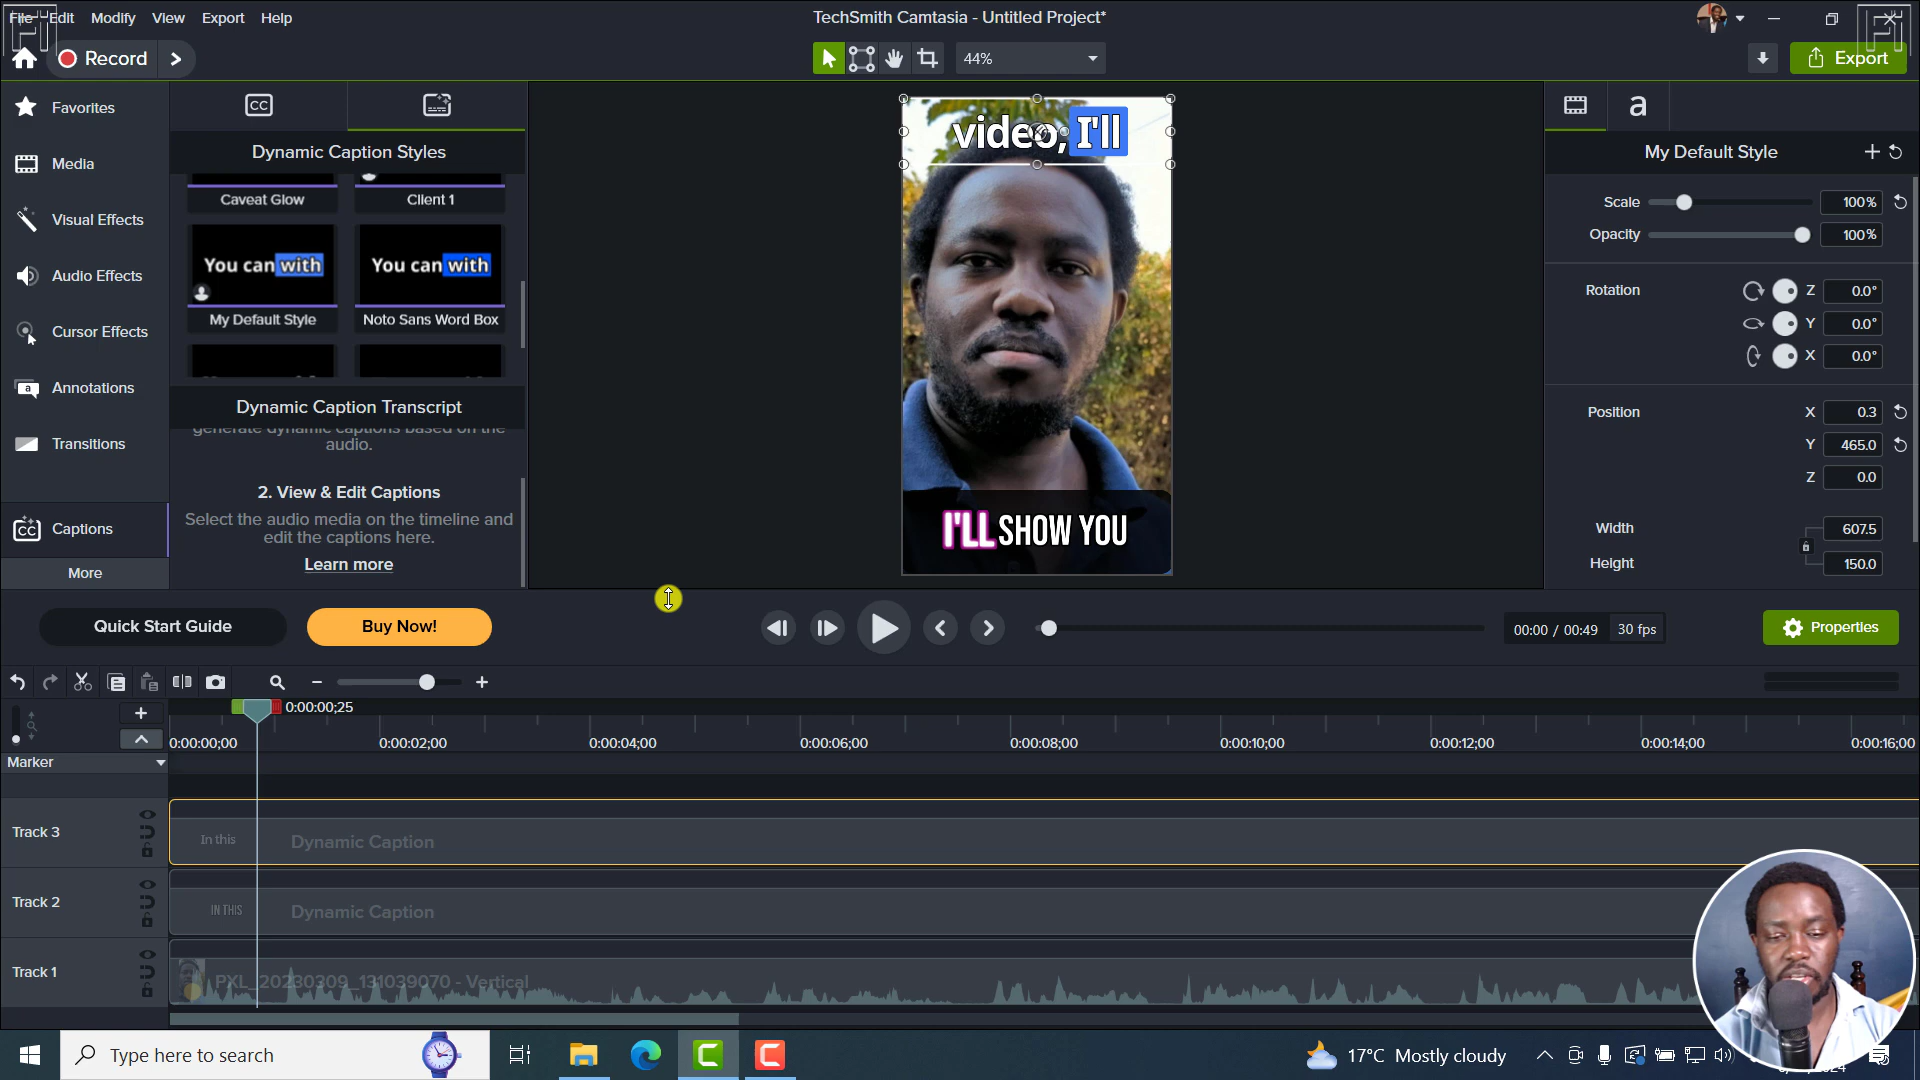 File Edit Modify View Export Help
TechSmith Camtasia - Untitled Project*
Record
44%
Export
Favorites
Media
Visual Effects
Audio Effects
Cursor Effects
Annotations
Transitions
Captions
More
CC
Dynamic Caption Styles
Caveat Glow
Client 1
You can with
You can with
My Default Style
Noto Sans Word Box
Dynamic Caption Transcript
generate dynamic captions based on the
audio.
2. View & Edit Captions
Select the audio media on the timeline and
edit the captions here.
Learn more
video, I'll
I'LL SHOW YOU
a
My Default Style
Scale 100%
Opacity 100%
Rotation Z 0.0°
Y 0.0°
X 0.0°
Position X 0.3
Y 465.0
Z 0.0
Width 607.5
Height 150.0
Quick Start Guide
Buy Now!
00:00 / 00:49 30 fps
Properties
0:00:00;25
0:00:00;00 0:00:02;00 0:00:04;00 0:00:06;00 0:00:08;00 0:00:10;00 0:00:12;00 0:00:14;00 0:00:16;00
Marker
Track 3
In this Dynamic Caption
Track 2
IN THIS Dynamic Caption
Track 1
PXL_20230309_131039070 - Vertical
Type here to search
17°C Mostly cloudy